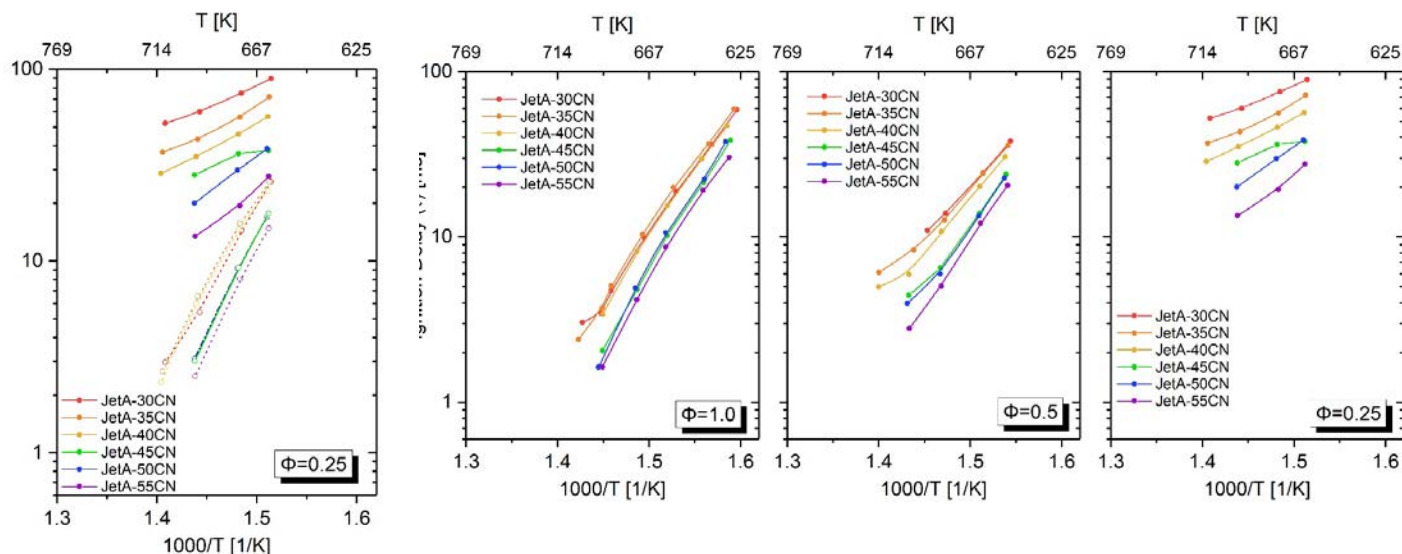 T [K]
769 714 667 625
100
10
1
JetA-30CN
JetA-35CN
JetA-40CN
JetA-45CN
JetA-50CN
JetA-55CN
Φ=0.25
1.3 1.4 1.5 1.6
1000/T [1/K]
T [K]
769 714 667 625
100
10
1
JetA-30CN
JetA-35CN
JetA-40CN
JetA-45CN
JetA-50CN
JetA-55CN
Φ=1.0
1.3 1.4 1.5 1.6
1000/T [1/K]
T [K]
769 714 667 625
JetA-30CN
JetA-35CN
JetA-40CN
JetA-45CN
JetA-50CN
JetA-55CN
Φ=0.5
1.3 1.4 1.5 1.6
1000/T [1/K]
T [K]
769 714 667 625
JetA-30CN
JetA-35CN
JetA-40CN
JetA-45CN
JetA-50CN
JetA-55CN
Φ=0.25
1.3 1.4 1.5 1.6
1000/T [1/K]